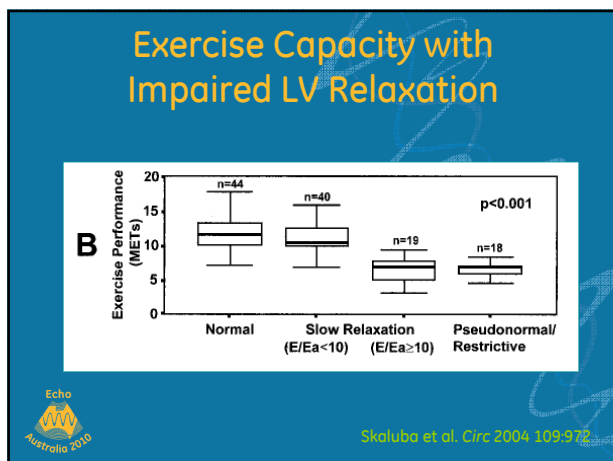 Exercise Capacity with
Impaired LV Relaxation
B
Exercise Performance
(METs)
20
15
10
5
0
n=44
n=40
n=19
n=18
p<0.001
Normal
Slow Relaxation
(E/Ea<10)
(E/Ea≥10)
Pseudonormal/
Restrictive
Echo
Australia 2010
Skaluba et al. Circ 2004 109:972